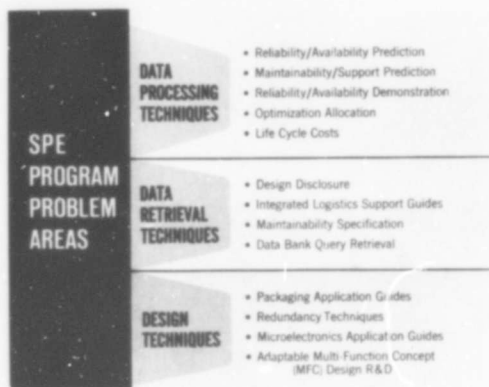 SPE
PROGRAM
PROBLEM
AREAS
DATA
PROCESSING
TECHNIQUES
• Reliability/Availability Prediction
• Maintainability/Support Prediction
• Reliability/Availability Demonstration
• Optimization Allocation
• Life Cycle Costs
DATA
RETRIEVAL
TECHNIQUES
• Design Disclosure
• Integrated Logistics Support Guides
• Maintainability Specification
• Data Bank Query Retrieval
DESIGN
TECHNIQUES
• Packaging Application Guides
• Redundancy Techniques
• Microelectronics Application Guides
• Adaptable Multi-Function Concept
(MFC) Design R&D